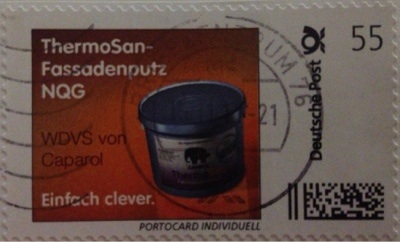 ThermoSan-
Fassadenputz
NQG
WDVS von
Caparol
Einfach clever.
55
Deutsche Post
PORTOCARD INDIVIDUELL